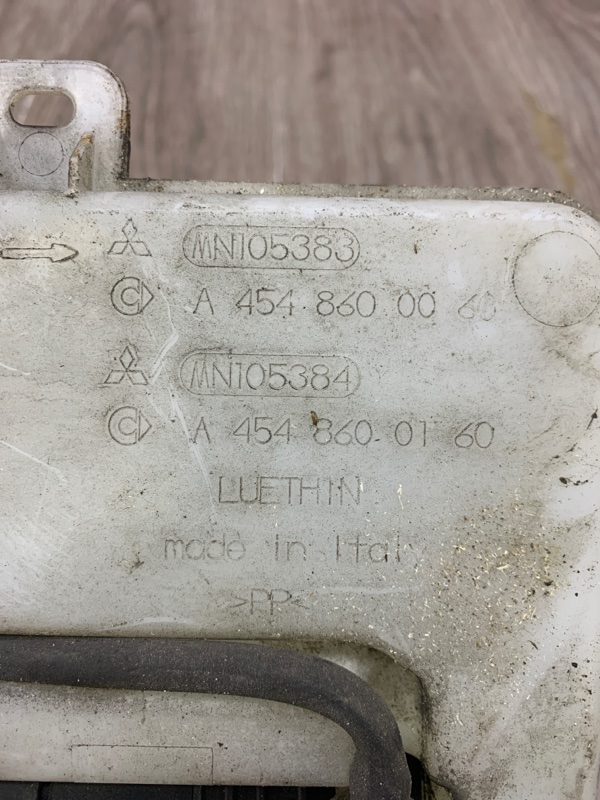 MN105383
A 454 860 00 60
MN105384
A 454 860 01 60
LUETHIN
made in Italy
>PP<